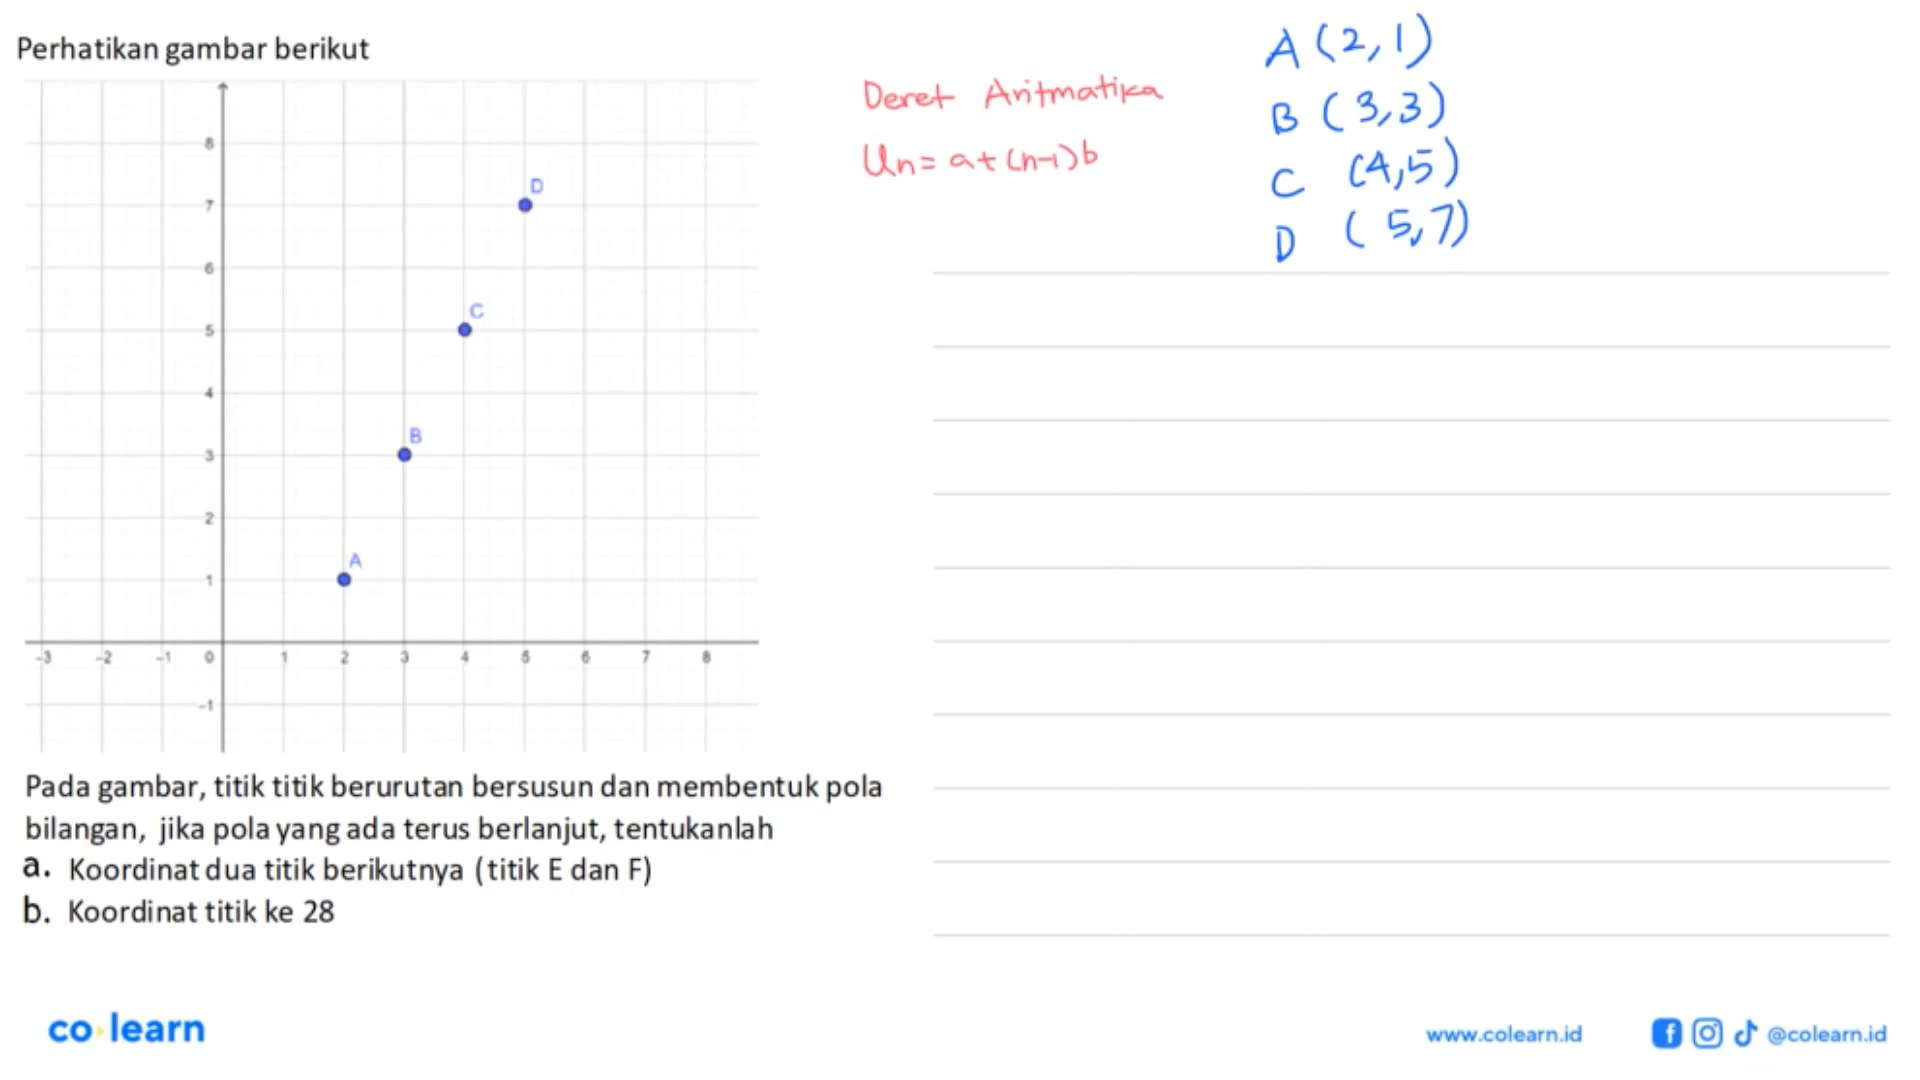 Perhatikan gambar berikut
8
7
6
5
4
3
2
1
-3 -2 -1 0 1 2 3 4 5 6 7 8
-1
D
C
B
A
Pada gambar, titik titik berurutan bersusun dan membentuk pola
bilangan, jika pola yang ada terus berlanjut, tentukanlah
a. Koordinat dua titik berikutnya (titik E dan F)
b. Koordinat titik ke 28
Deret Aritmatika
Un = a + (n-1) b
A (2, 1)
B (3, 3)
C (4, 5)
D (5, 7)
co learn
www.colearn.id
@colearn.id